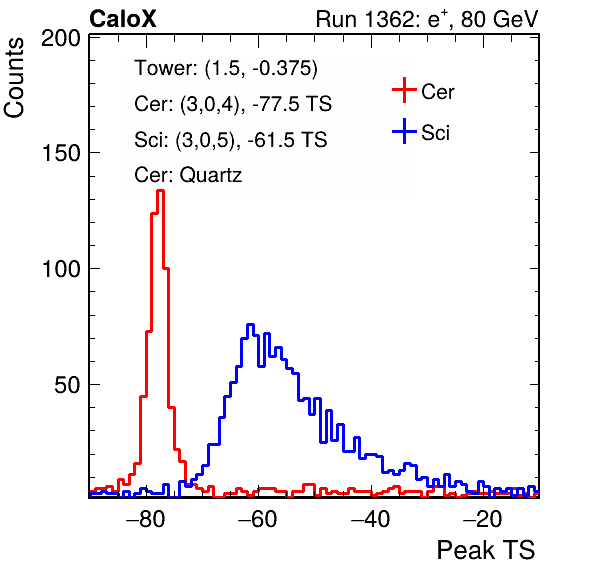 CaloX Run 1362: e⁺, 80 GeV
Counts
200
Tower: (1.5, -0.375)
Cer: (3,0,4), -77.5 TS
Sci: (3,0,5), -61.5 TS
Cer: Quartz
Cer
Sci
150
100
50
−80 −60 −40 −20
Peak TS